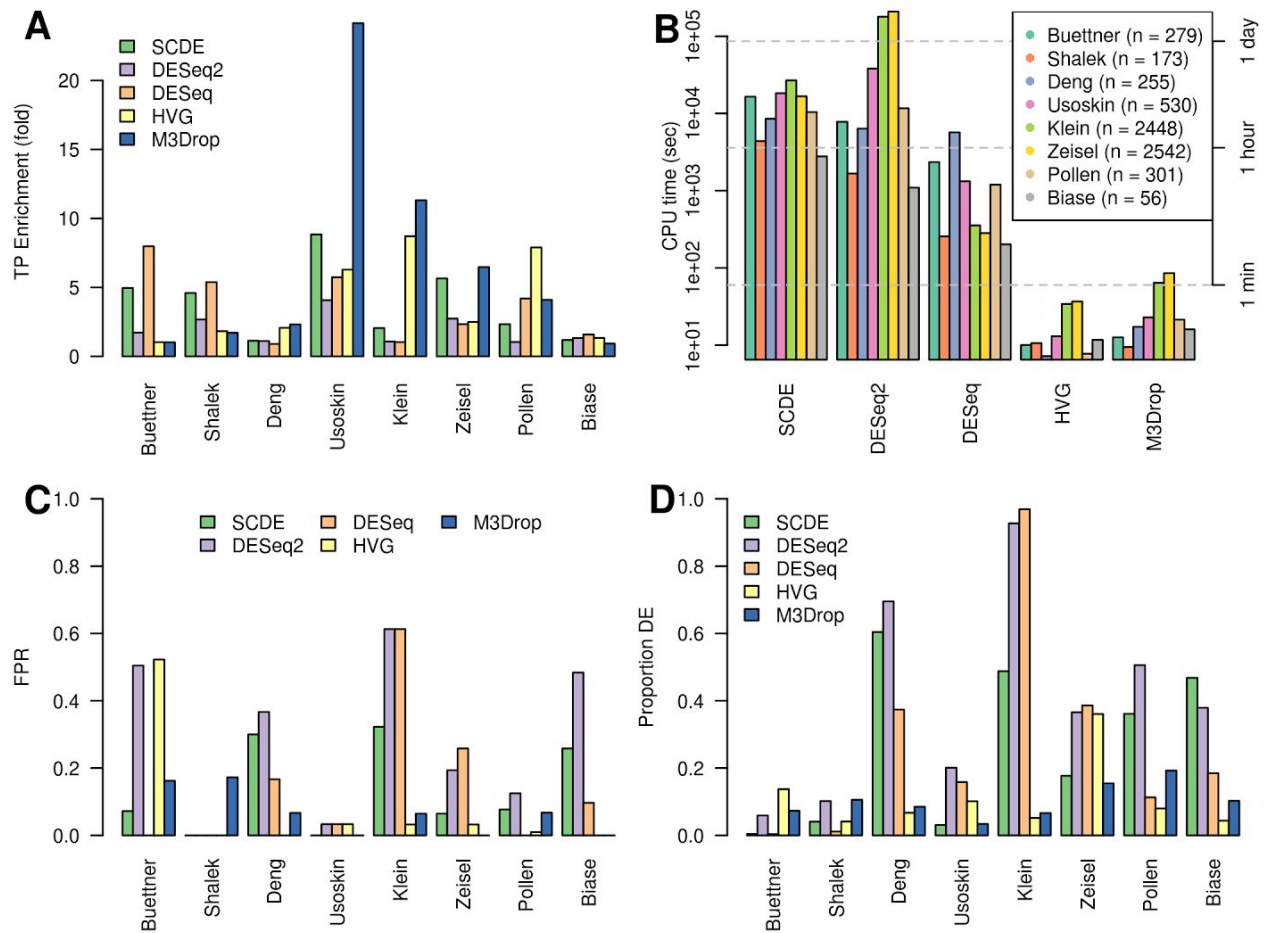 A
TP Enrichment (fold)
20
15
10
5
0
SCDE
DESeq2
DESeq
HVG
M3Drop
Buettner
Shalek
Deng
Usoskin
Klein
Zeisel
Pollen
Biase
B
CPU time (sec)
1e+05
1e+04
1e+03
1e+02
1e+01
Buettner (n = 279)
Shalek (n = 173)
Deng (n = 255)
Usoskin (n = 530)
Klein (n = 2448)
Zeisel (n = 2542)
Pollen (n = 301)
Biase (n = 56)
1 day
1 hour
1 min
SCDE
DESeq2
DESeq
HVG
M3Drop
C
FPR
1.0
0.8
0.6
0.4
0.2
0.0
SCDE
DESeq2
DESeq
HVG
M3Drop
Buettner
Shalek
Deng
Usoskin
Klein
Zeisel
Pollen
Biase
D
Proportion DE
1.0
0.8
0.6
0.4
0.2
0.0
SCDE
DESeq2
DESeq
HVG
M3Drop
Buettner
Shalek
Deng
Usoskin
Klein
Zeisel
Pollen
Biase